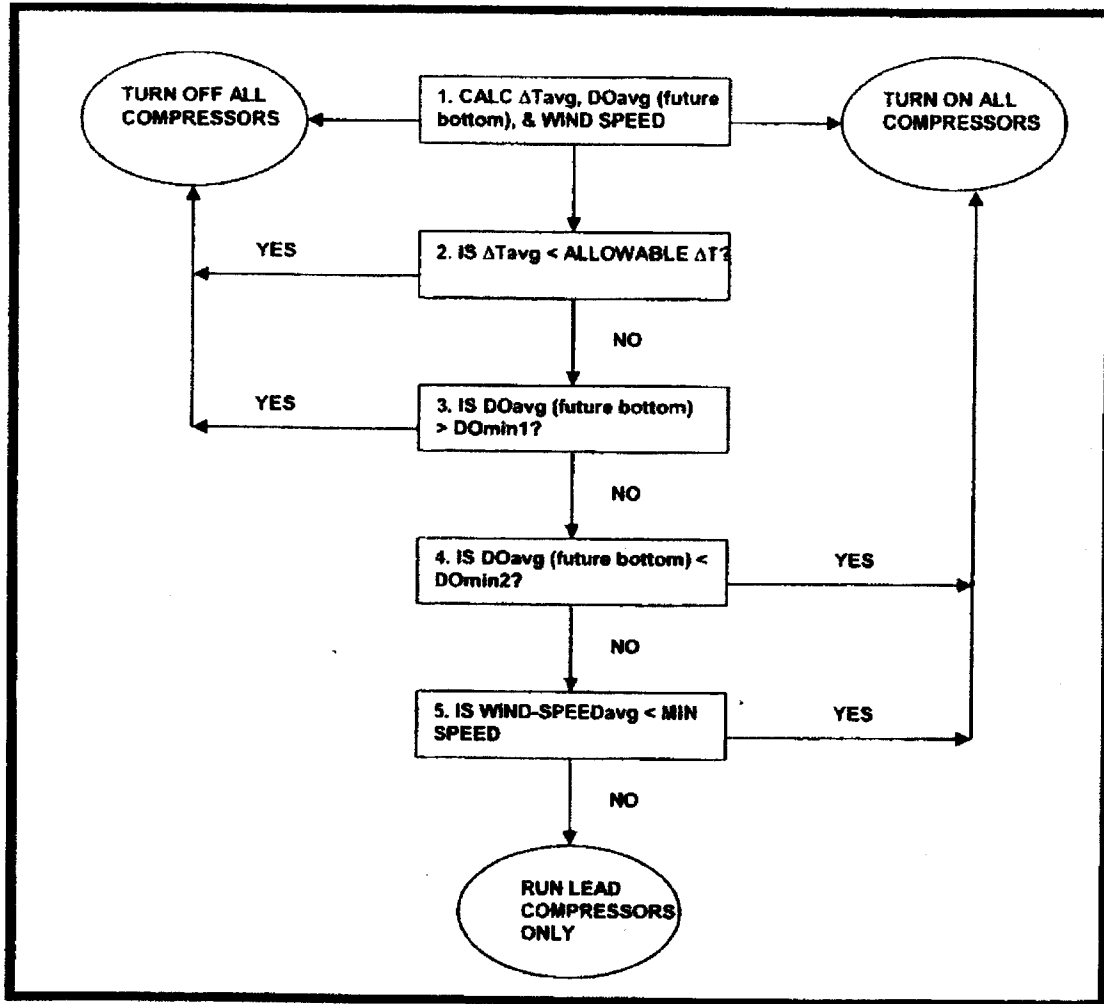 TURN OFF ALL
COMPRESSORS
1. CALC ΔTavg, DOavg (future
bottom), & WIND SPEED
TURN ON ALL
COMPRESSORS
YES
2. IS ΔTavg < ALLOWABLE ΔT?
NO
YES
3. IS DOavg (future bottom)
> DOmin1?
NO
4. IS DOavg (future bottom) <
DOmin2?
YES
NO
5. IS WIND-SPEEDavg < MIN
SPEED
YES
NO
RUN LEAD
COMPRESSORS
ONLY